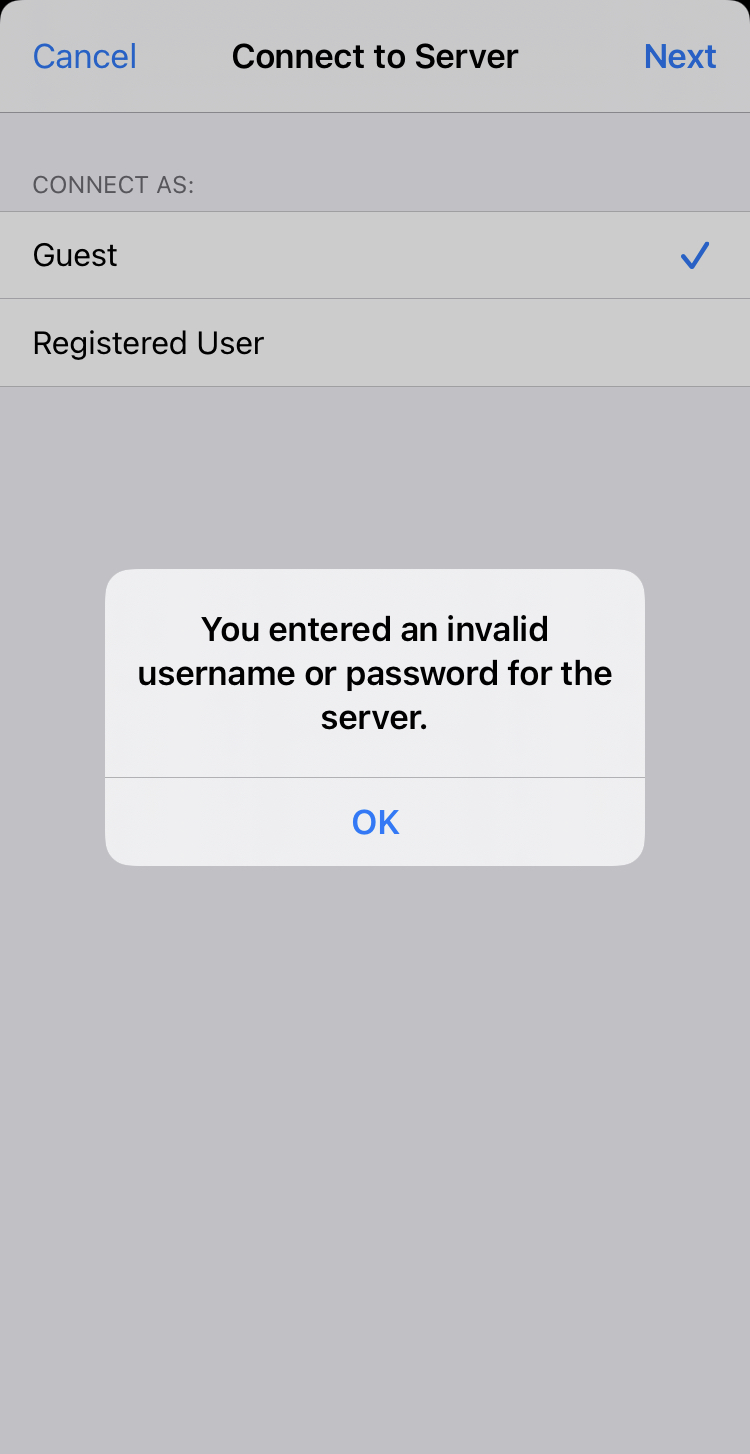 Cancel Connect to Server Next
CONNECT AS:
Guest
Registered User
You entered an invalid
username or password for the
server.
OK